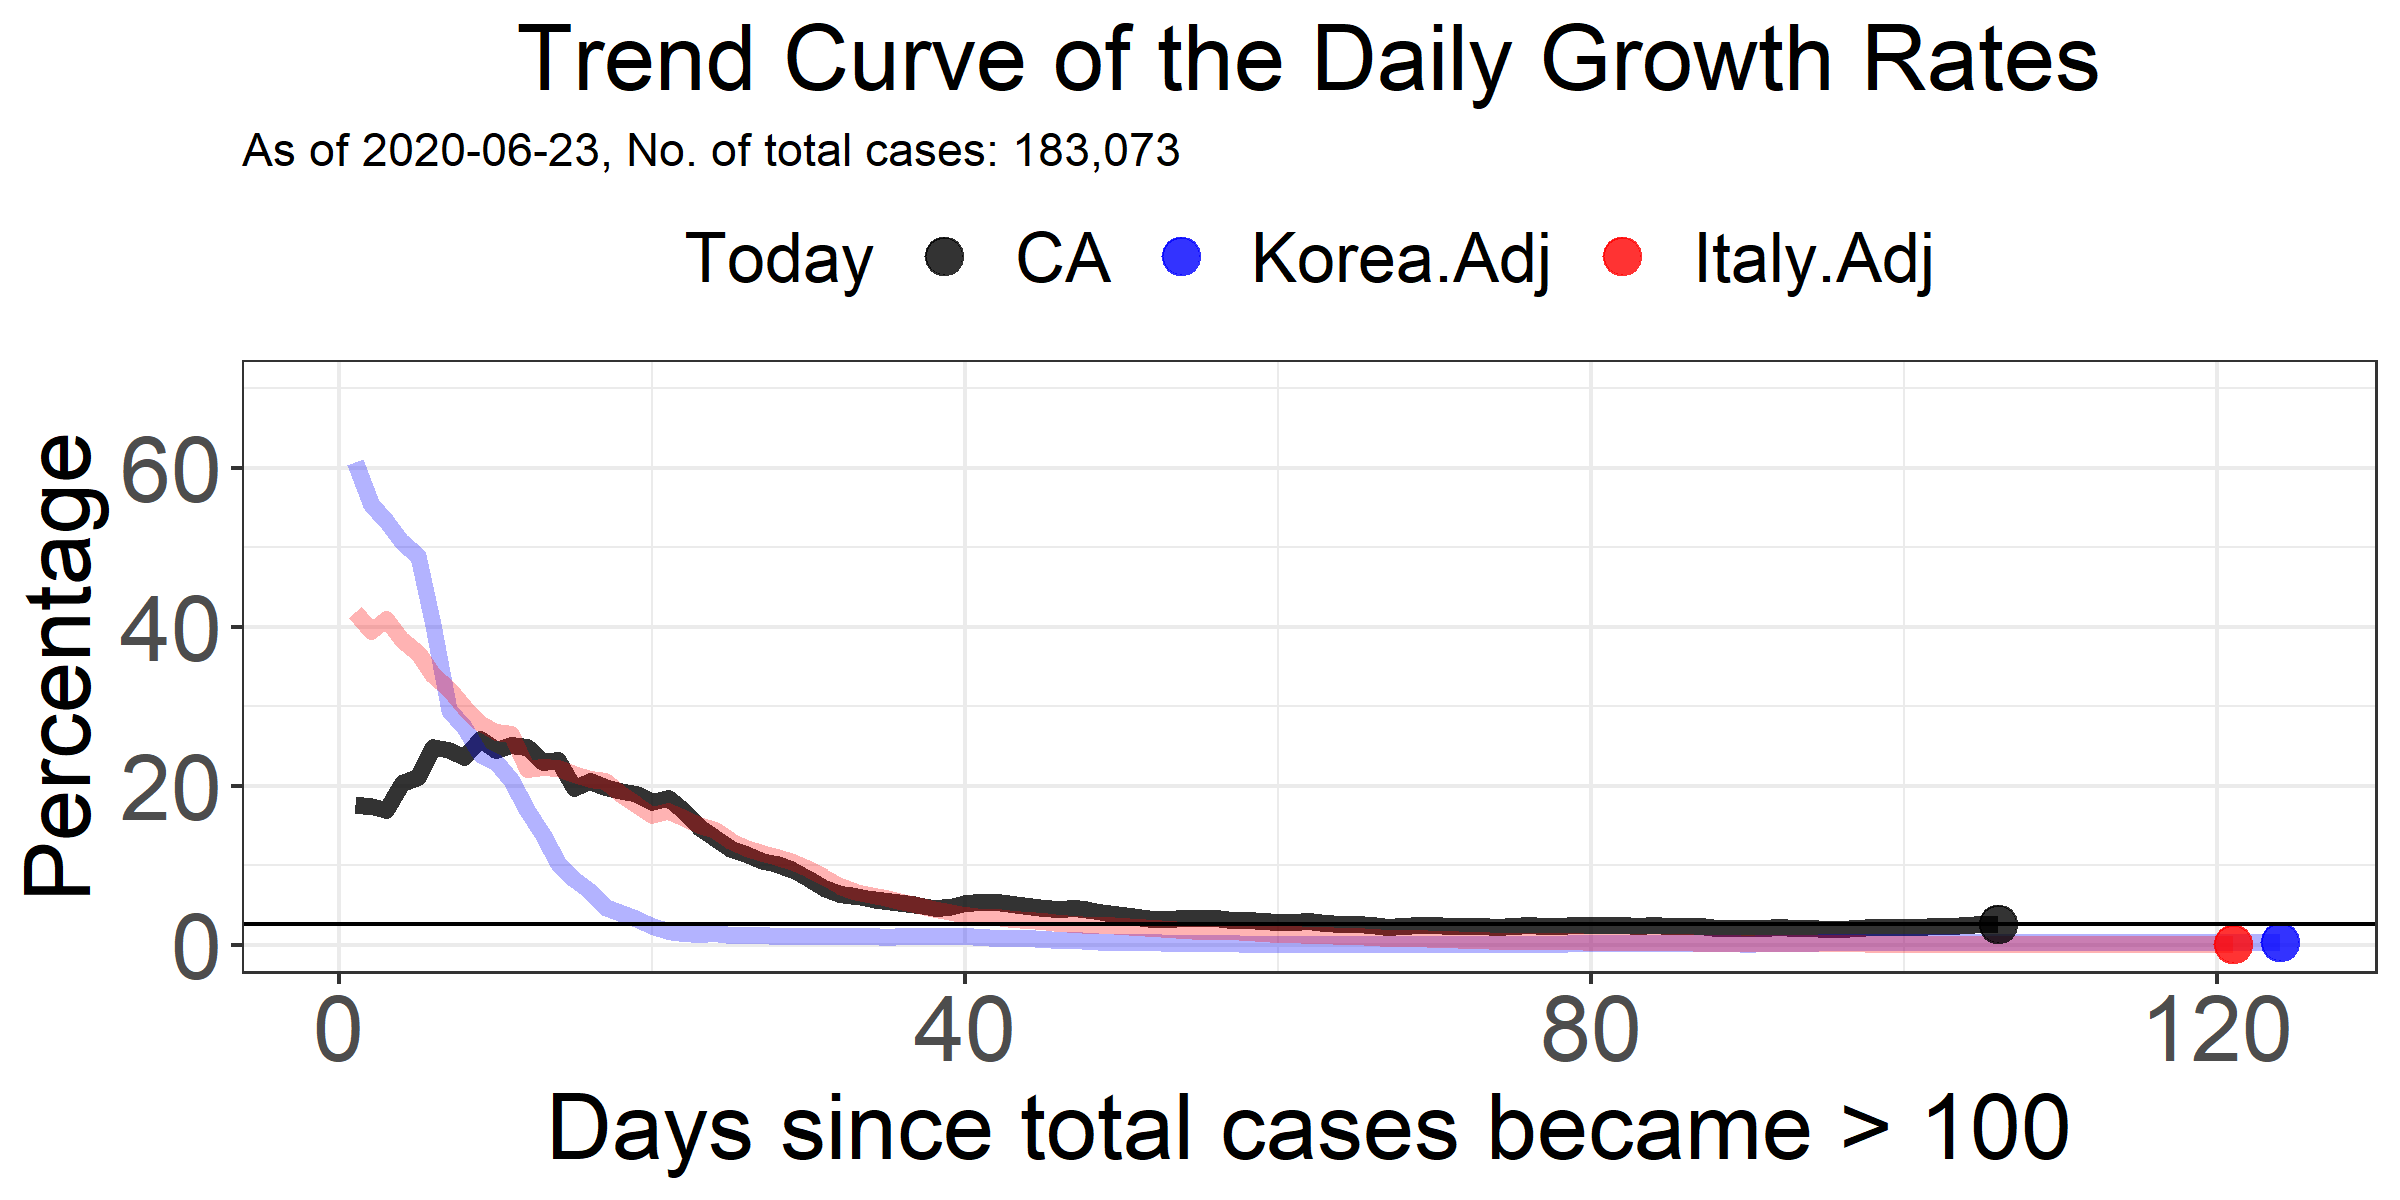 Trend Curve of the Daily Growth Rates
As of 2020-06-23, No. of total cases: 183,073
Today CA Korea.Adj Italy.Adj
Percentage
60
40
20
0
0 40 80 120
Days since total cases became > 100